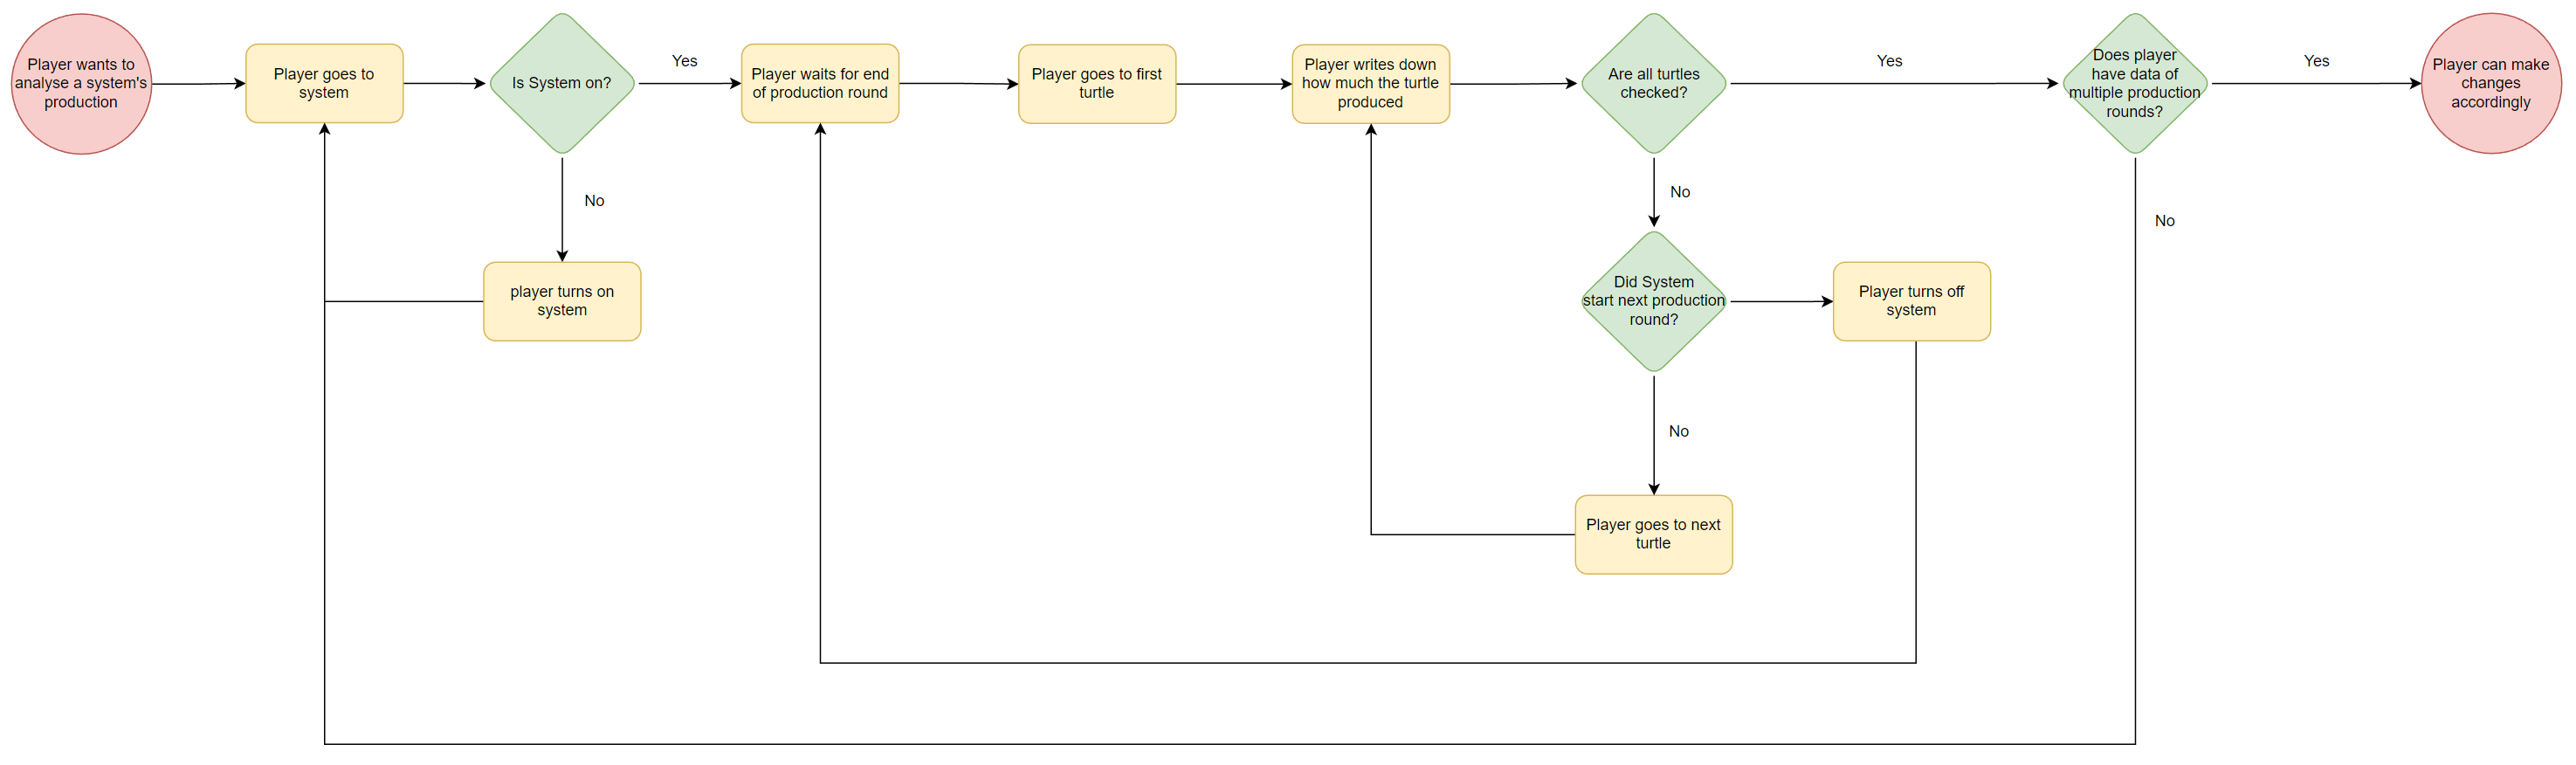 Player wants to
analyse a system's
production
Player goes to
system
Is System on?
Yes
Player waits for end
of production round
Player goes to first
turtle
Player writes down
how much the turtle
produced
Are all turtles
checked?
Yes
Does player
have data of
multiple production
rounds?
Yes
Player can make
changes
accordingly
No
No
No
player turns on
system
Did System
start next production
round?
Player turns off
system
No
Player goes to next
turtle